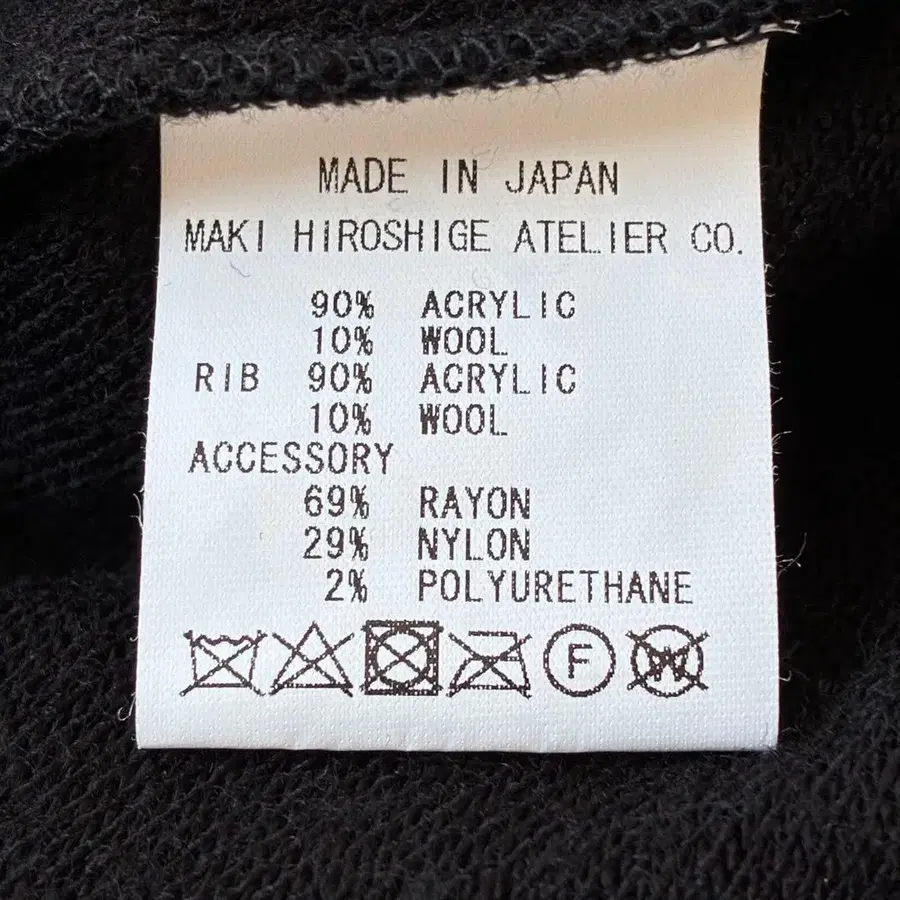 MADE IN JAPAN
MAKI HIROSHIGE ATELIER CO.
90% ACRYLIC
10% WOOL
RIB 90% ACRYLIC
10% WOOL
ACCESSORY
69% RAYON
29% NYLON
2% POLYURETHANE
F W